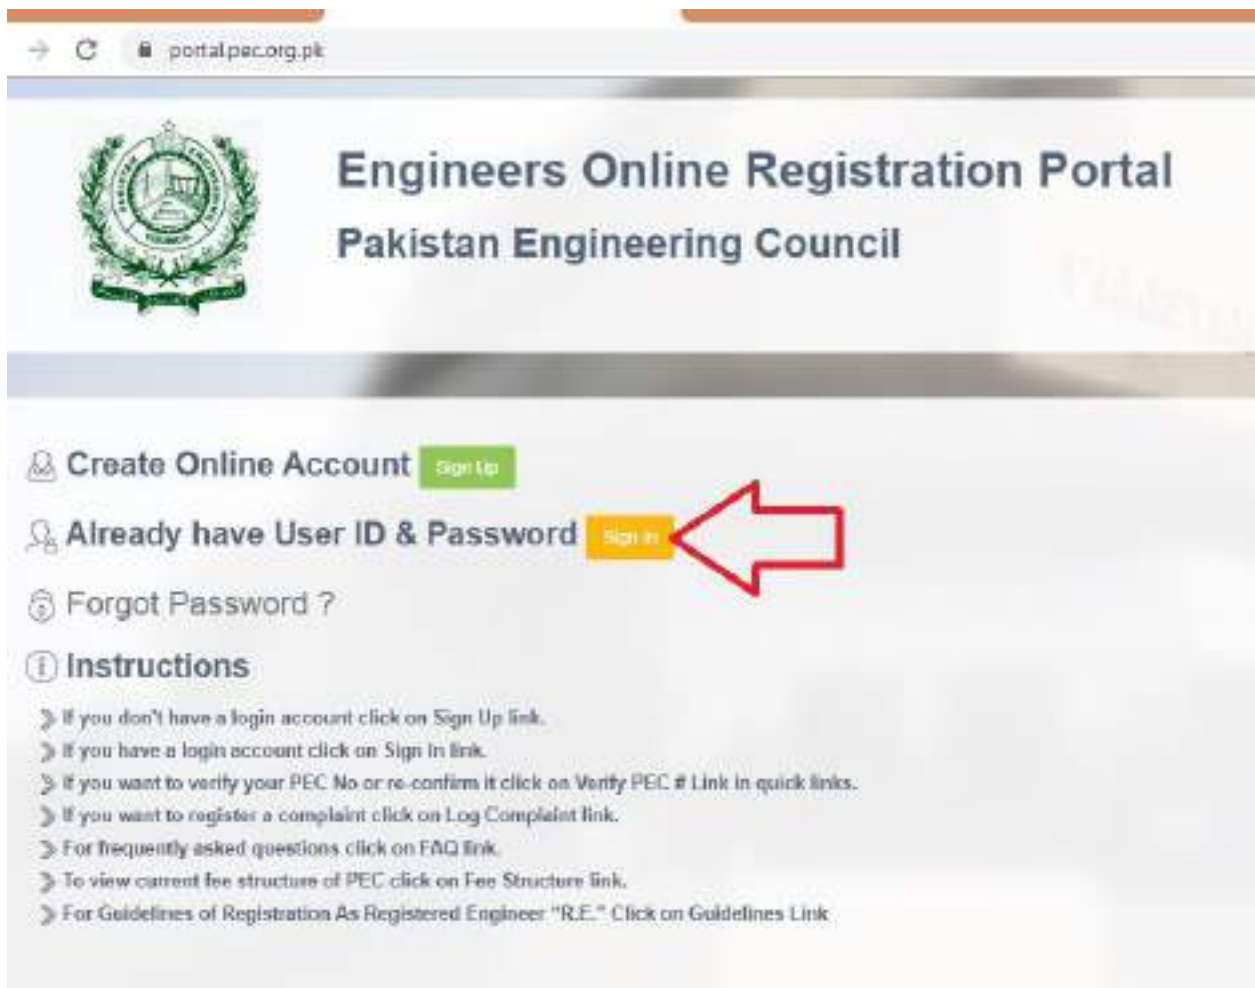 portal.pec.org.pk
Engineers Online Registration Portal
Pakistan Engineering Council
Create Online Account Sign Up
Already have User ID & Password Sign In
Forgot Password ?
Instructions
If you don't have a login account click on Sign Up link.
If you have a login account click on Sign In link.
If you want to verify your PEC No or re-confirm it click on Verify PEC # Link in quick links.
If you want to register a complaint click on Log Complaint link.
For frequently asked questions click on FAQ link.
To view current fee structure of PEC click on Fee Structure link.
For Guidelines of Registration As Registered Engineer "R.E." Click on Guidelines Link